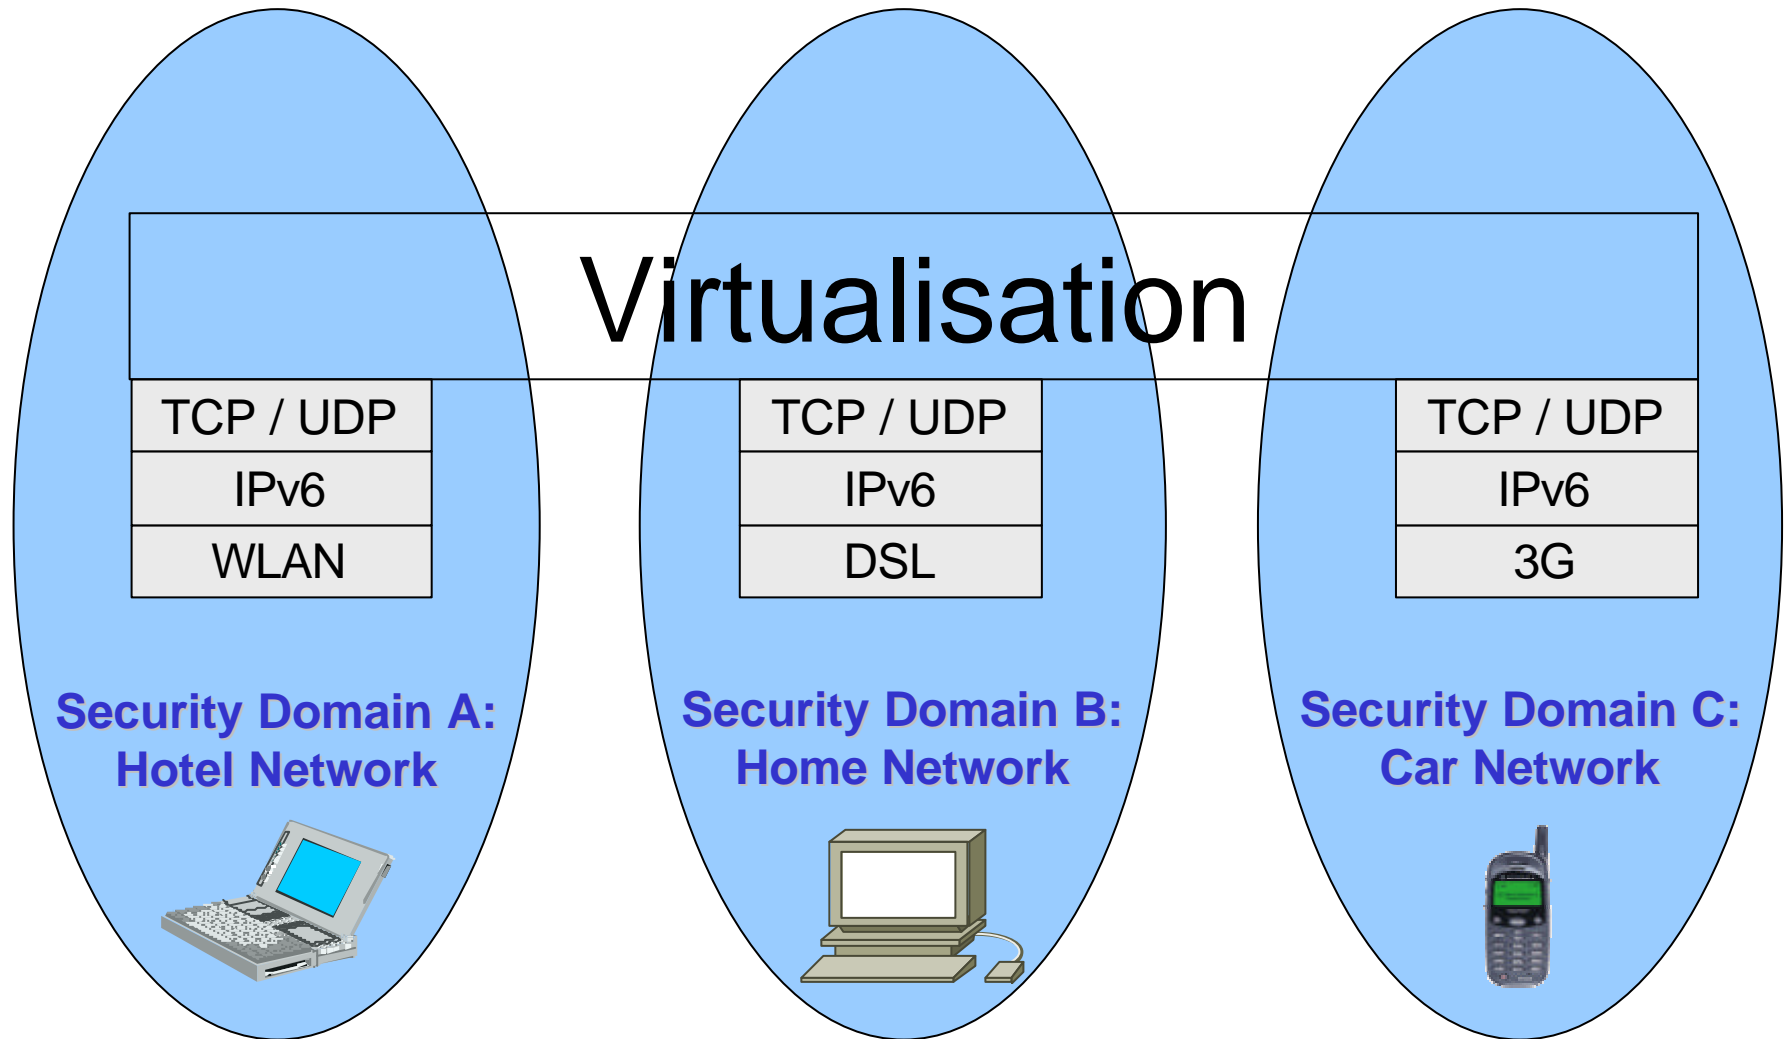 Virtualisation
TCP / UDP
IPv6
WLAN
TCP / UDP
IPv6
DSL
TCP / UDP
IPv6
3G
Security Domain A:
Hotel Network
Security Domain B:
Home Network
Security Domain C:
Car Network